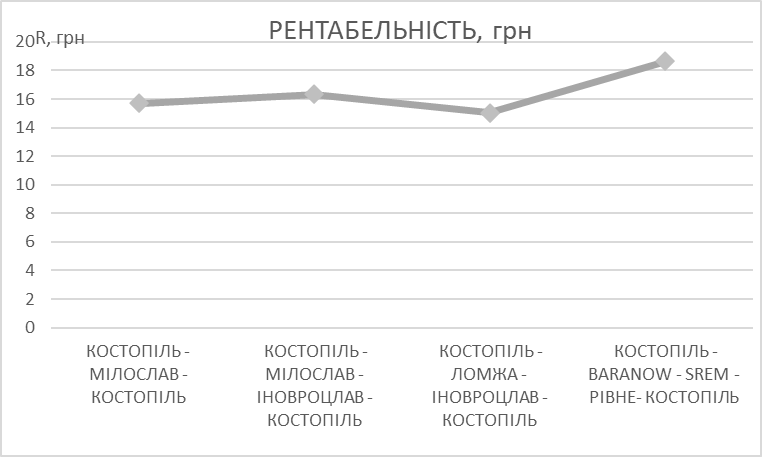 РЕНТАБЕЛЬНІСТЬ, грн
R, грн
20
18
16
14
12
10
8
6
4
2
0
КОСТОПІЛЬ -
МІЛОСЛАВ -
КОСТОПІЛЬ
КОСТОПІЛЬ -
МІЛОСЛАВ -
ІНОВРОЦЛАВ -
КОСТОПІЛЬ
КОСТОПІЛЬ -
ЛОМЖА -
ІНОВРОЦЛАВ -
КОСТОПІЛЬ
КОСТОПІЛЬ -
BARANOW - SREM -
РІВНЕ- КОСТОПІЛЬ